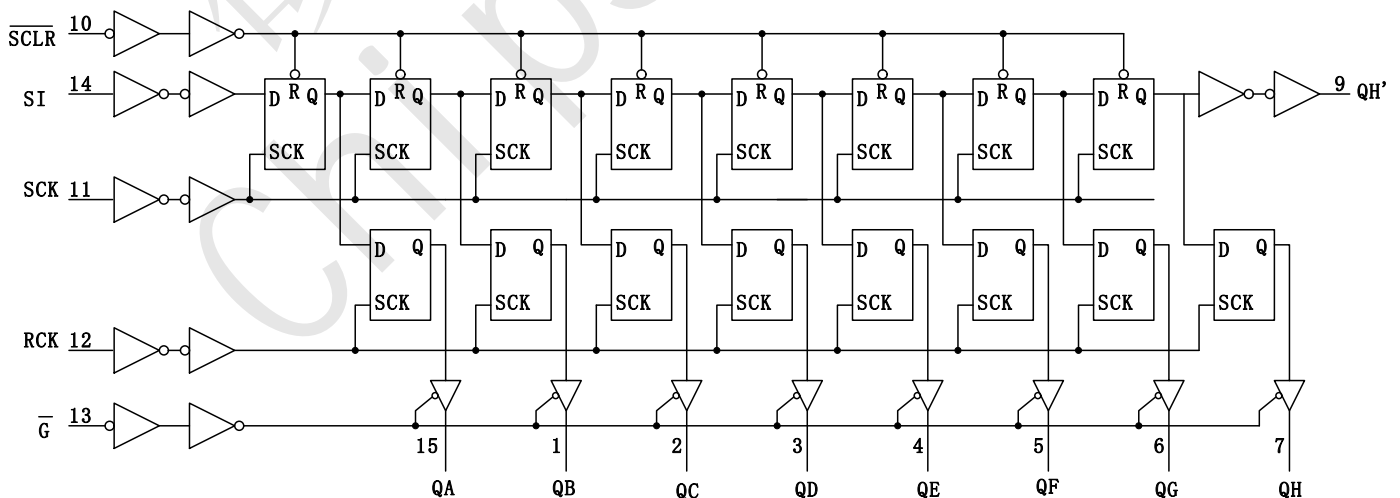 SCLR 10
SI 14
D R Q D R Q D R Q D R Q D R Q D R Q D R Q D R Q
9 QH'
SCK SCK SCK SCK SCK SCK SCK SCK
SCK 11
D Q D Q D Q D Q D Q D Q D Q D Q
SCK SCK SCK SCK SCK SCK SCK SCK
RCK 12
G 13
15 1 2 3 4 5 6 7
QA QB QC QD QE QF QG QH